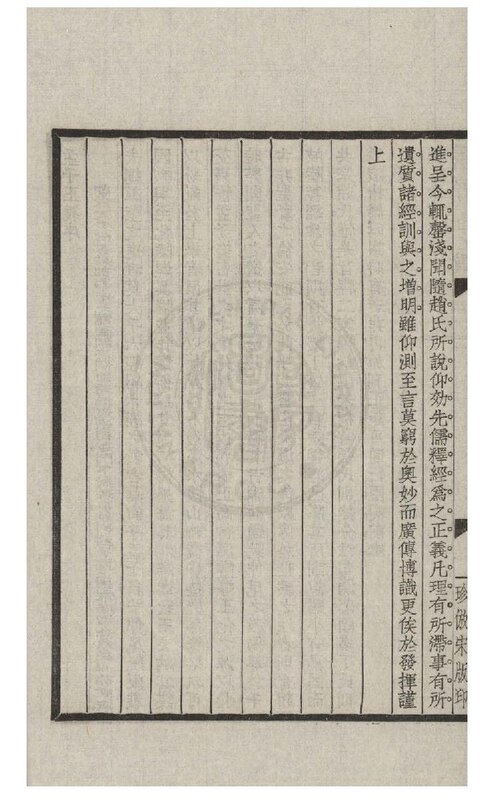 進呈今輒罄淺聞隨趙氏所說仰効先儒釋經爲之正義凡理有所滯事有所
遺質諸經訓與之增明雖仰測至言莫窮於奧妙而廣傳博識更俟於發揮謹
上
一珍倣宋版印